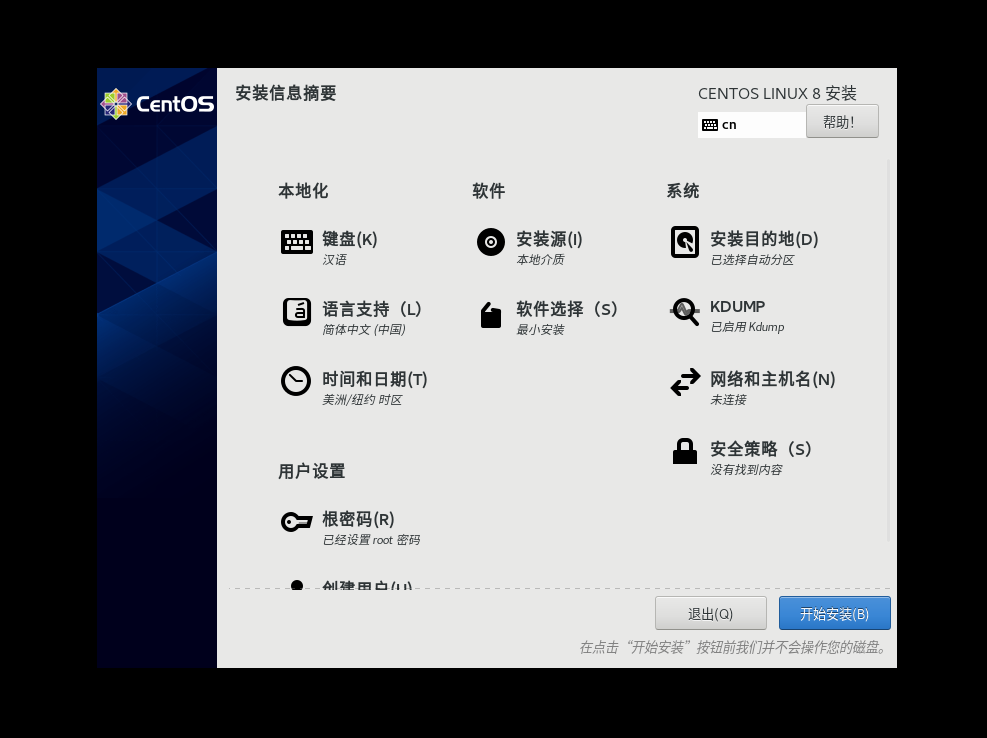 CentOS
安装信息摘要
CENTOS LINUX 8 安装
cn
帮助！
本地化
软件
系统
键盘(K)
汉语
安装源(I)
本地介质
安装目的地(D)
已选择自动分区
语言支持（L）
简体中文 (中国)
软件选择（S）
最小安装
KDUMP
已启用 Kdump
时间和日期(T)
美洲/纽约 时区
网络和主机名(N)
未连接
用户设置
安全策略（S）
没有找到内容
根密码(R)
已经设置 root 密码
创建用户(U)
退出(Q)
开始安装(B)
在点击“开始安装”按钮前我们并不会操作您的磁盘。